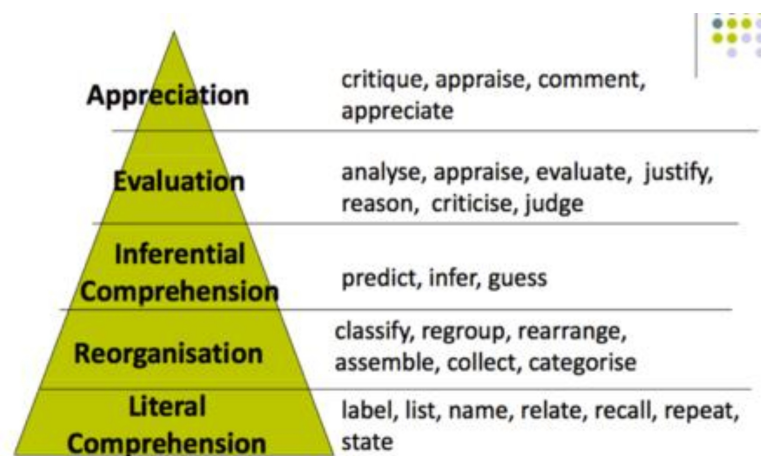 Appreciation
critique, appraise, comment,
appreciate
Evaluation
analyse, appraise, evaluate, justify,
reason, criticise, judge
Inferential
Comprehension
predict, infer, guess
Reorganisation
classify, regroup, rearrange,
assemble, collect, categorise
Literal
Comprehension
label, list, name, relate, recall, repeat,
state